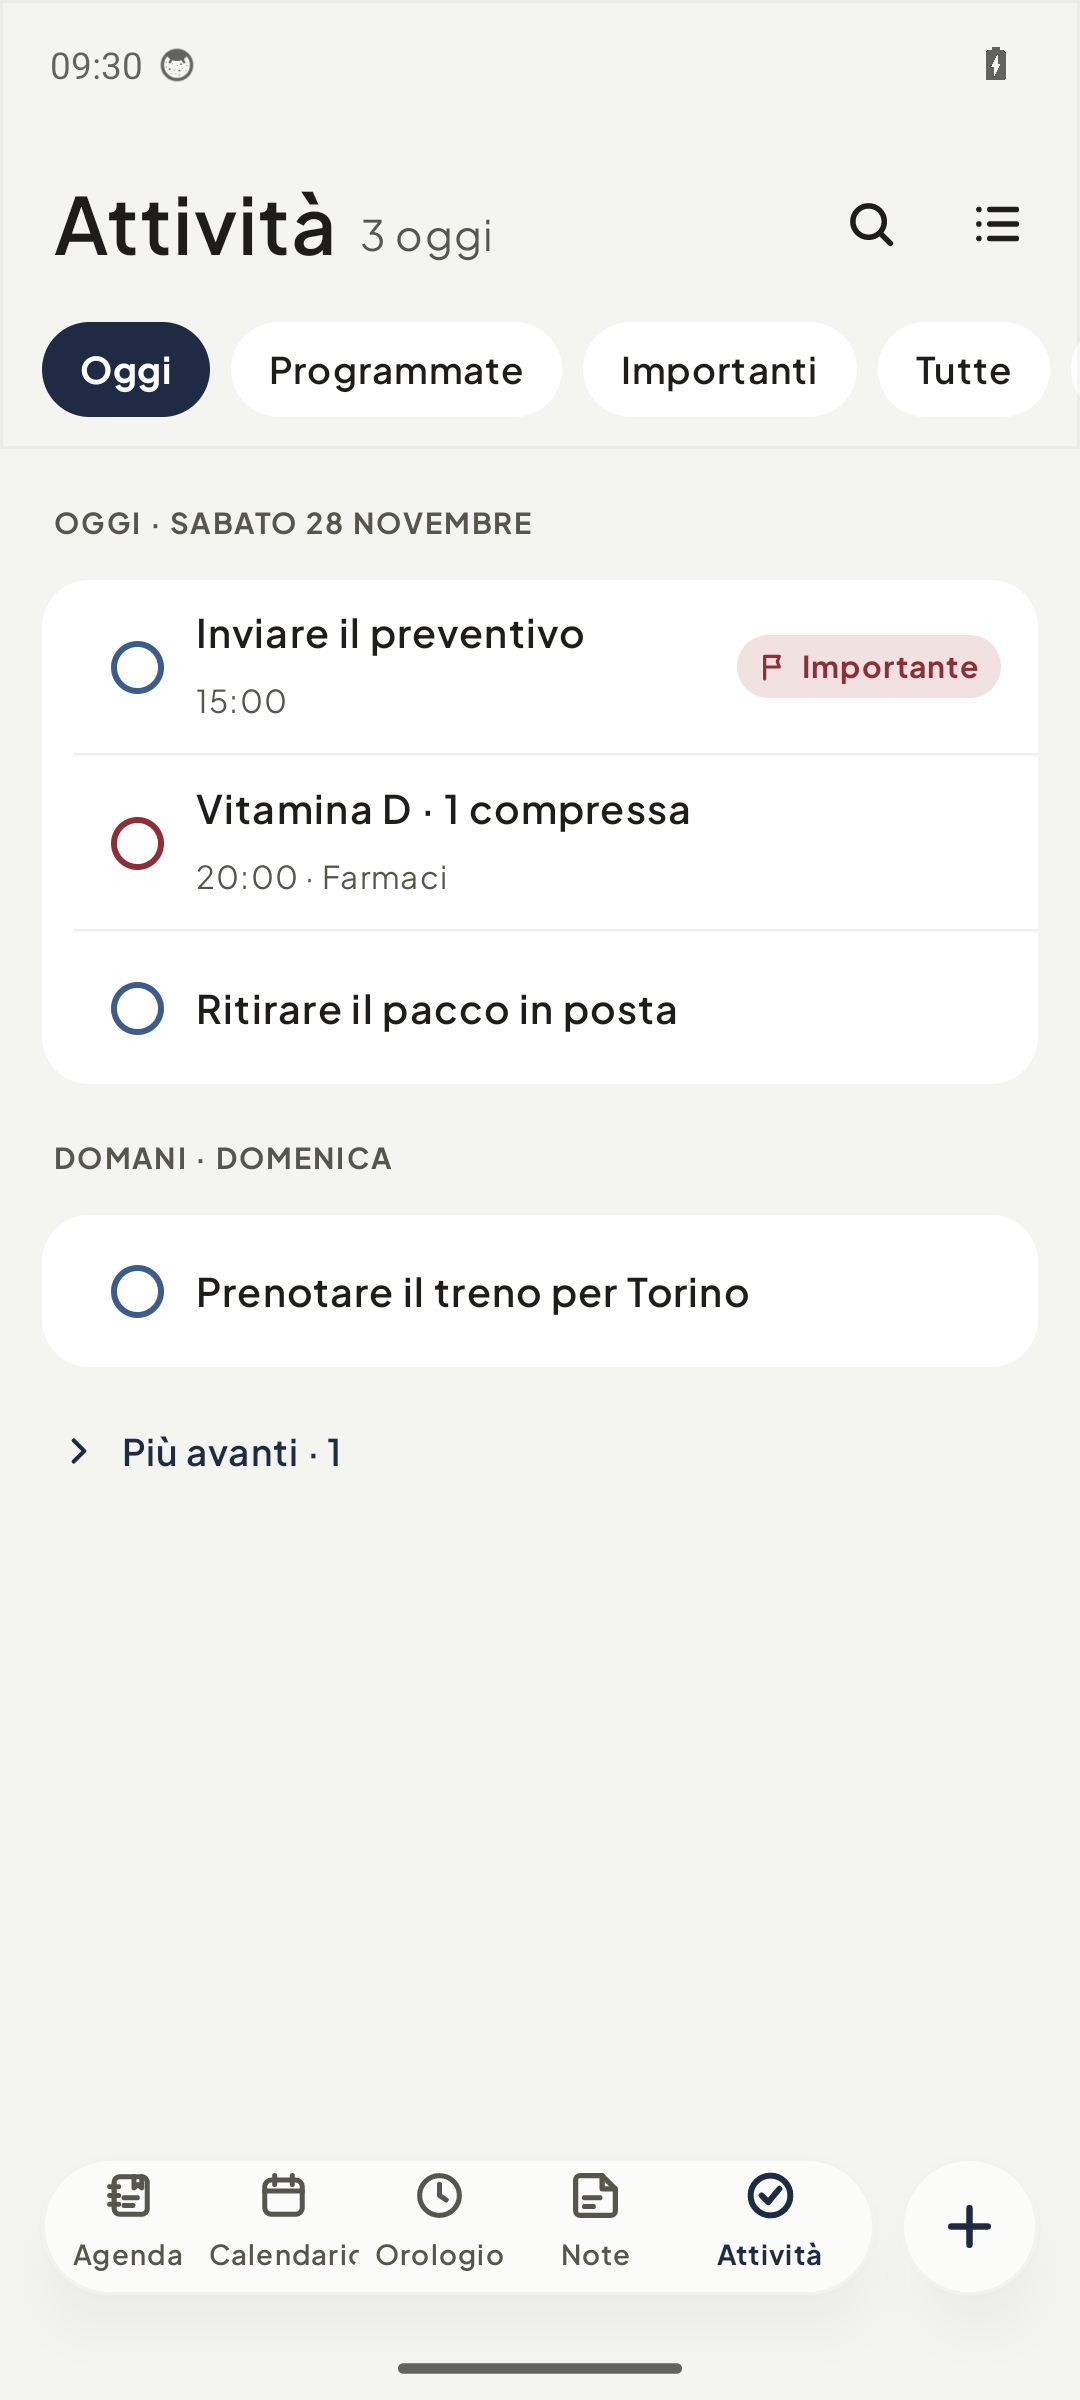 09:30
Attività 3 oggi
Oggi Programmate Importanti Tutte
OGGI · SABATO 28 NOVEMBRE
Inviare il preventivo
15:00
Importante
Vitamina D · 1 compressa
20:00 · Farmaci
Ritirare il pacco in posta
DOMANI · DOMENICA
Prenotare il treno per Torino
Più avanti · 1
Agenda Calendario Orologio Note Attività